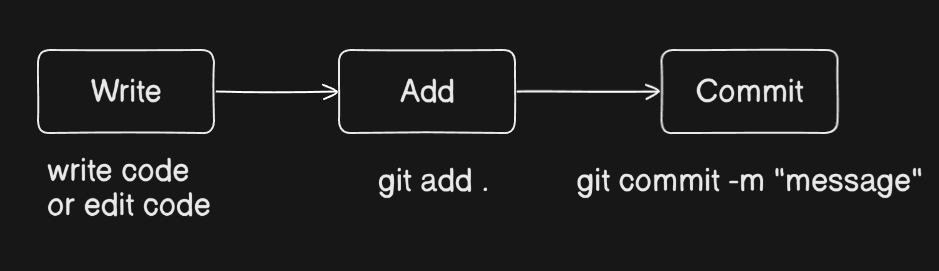 Write
Add
Commit
write code
or edit code
git add .
git commit -m "message"